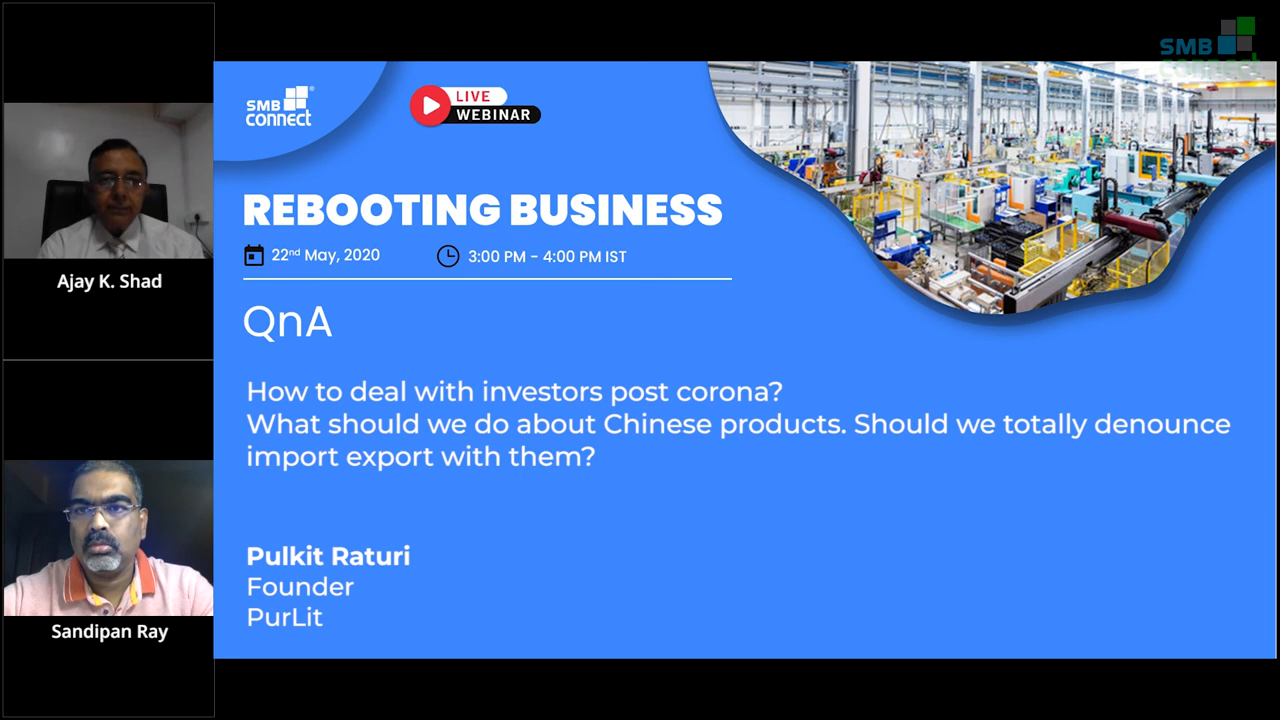 SMB
connect
SMB
connect
LIVE
WEBINAR
REBOOTING BUSINESS
22nd May, 2020
3:00 PM - 4:00 PM IST
QnA
How to deal with investors post corona?
What should we do about Chinese products. Should we totally denounce
import export with them?
Pulkit Raturi
Founder
PurLit
Ajay K. Shad
Sandipan Ray